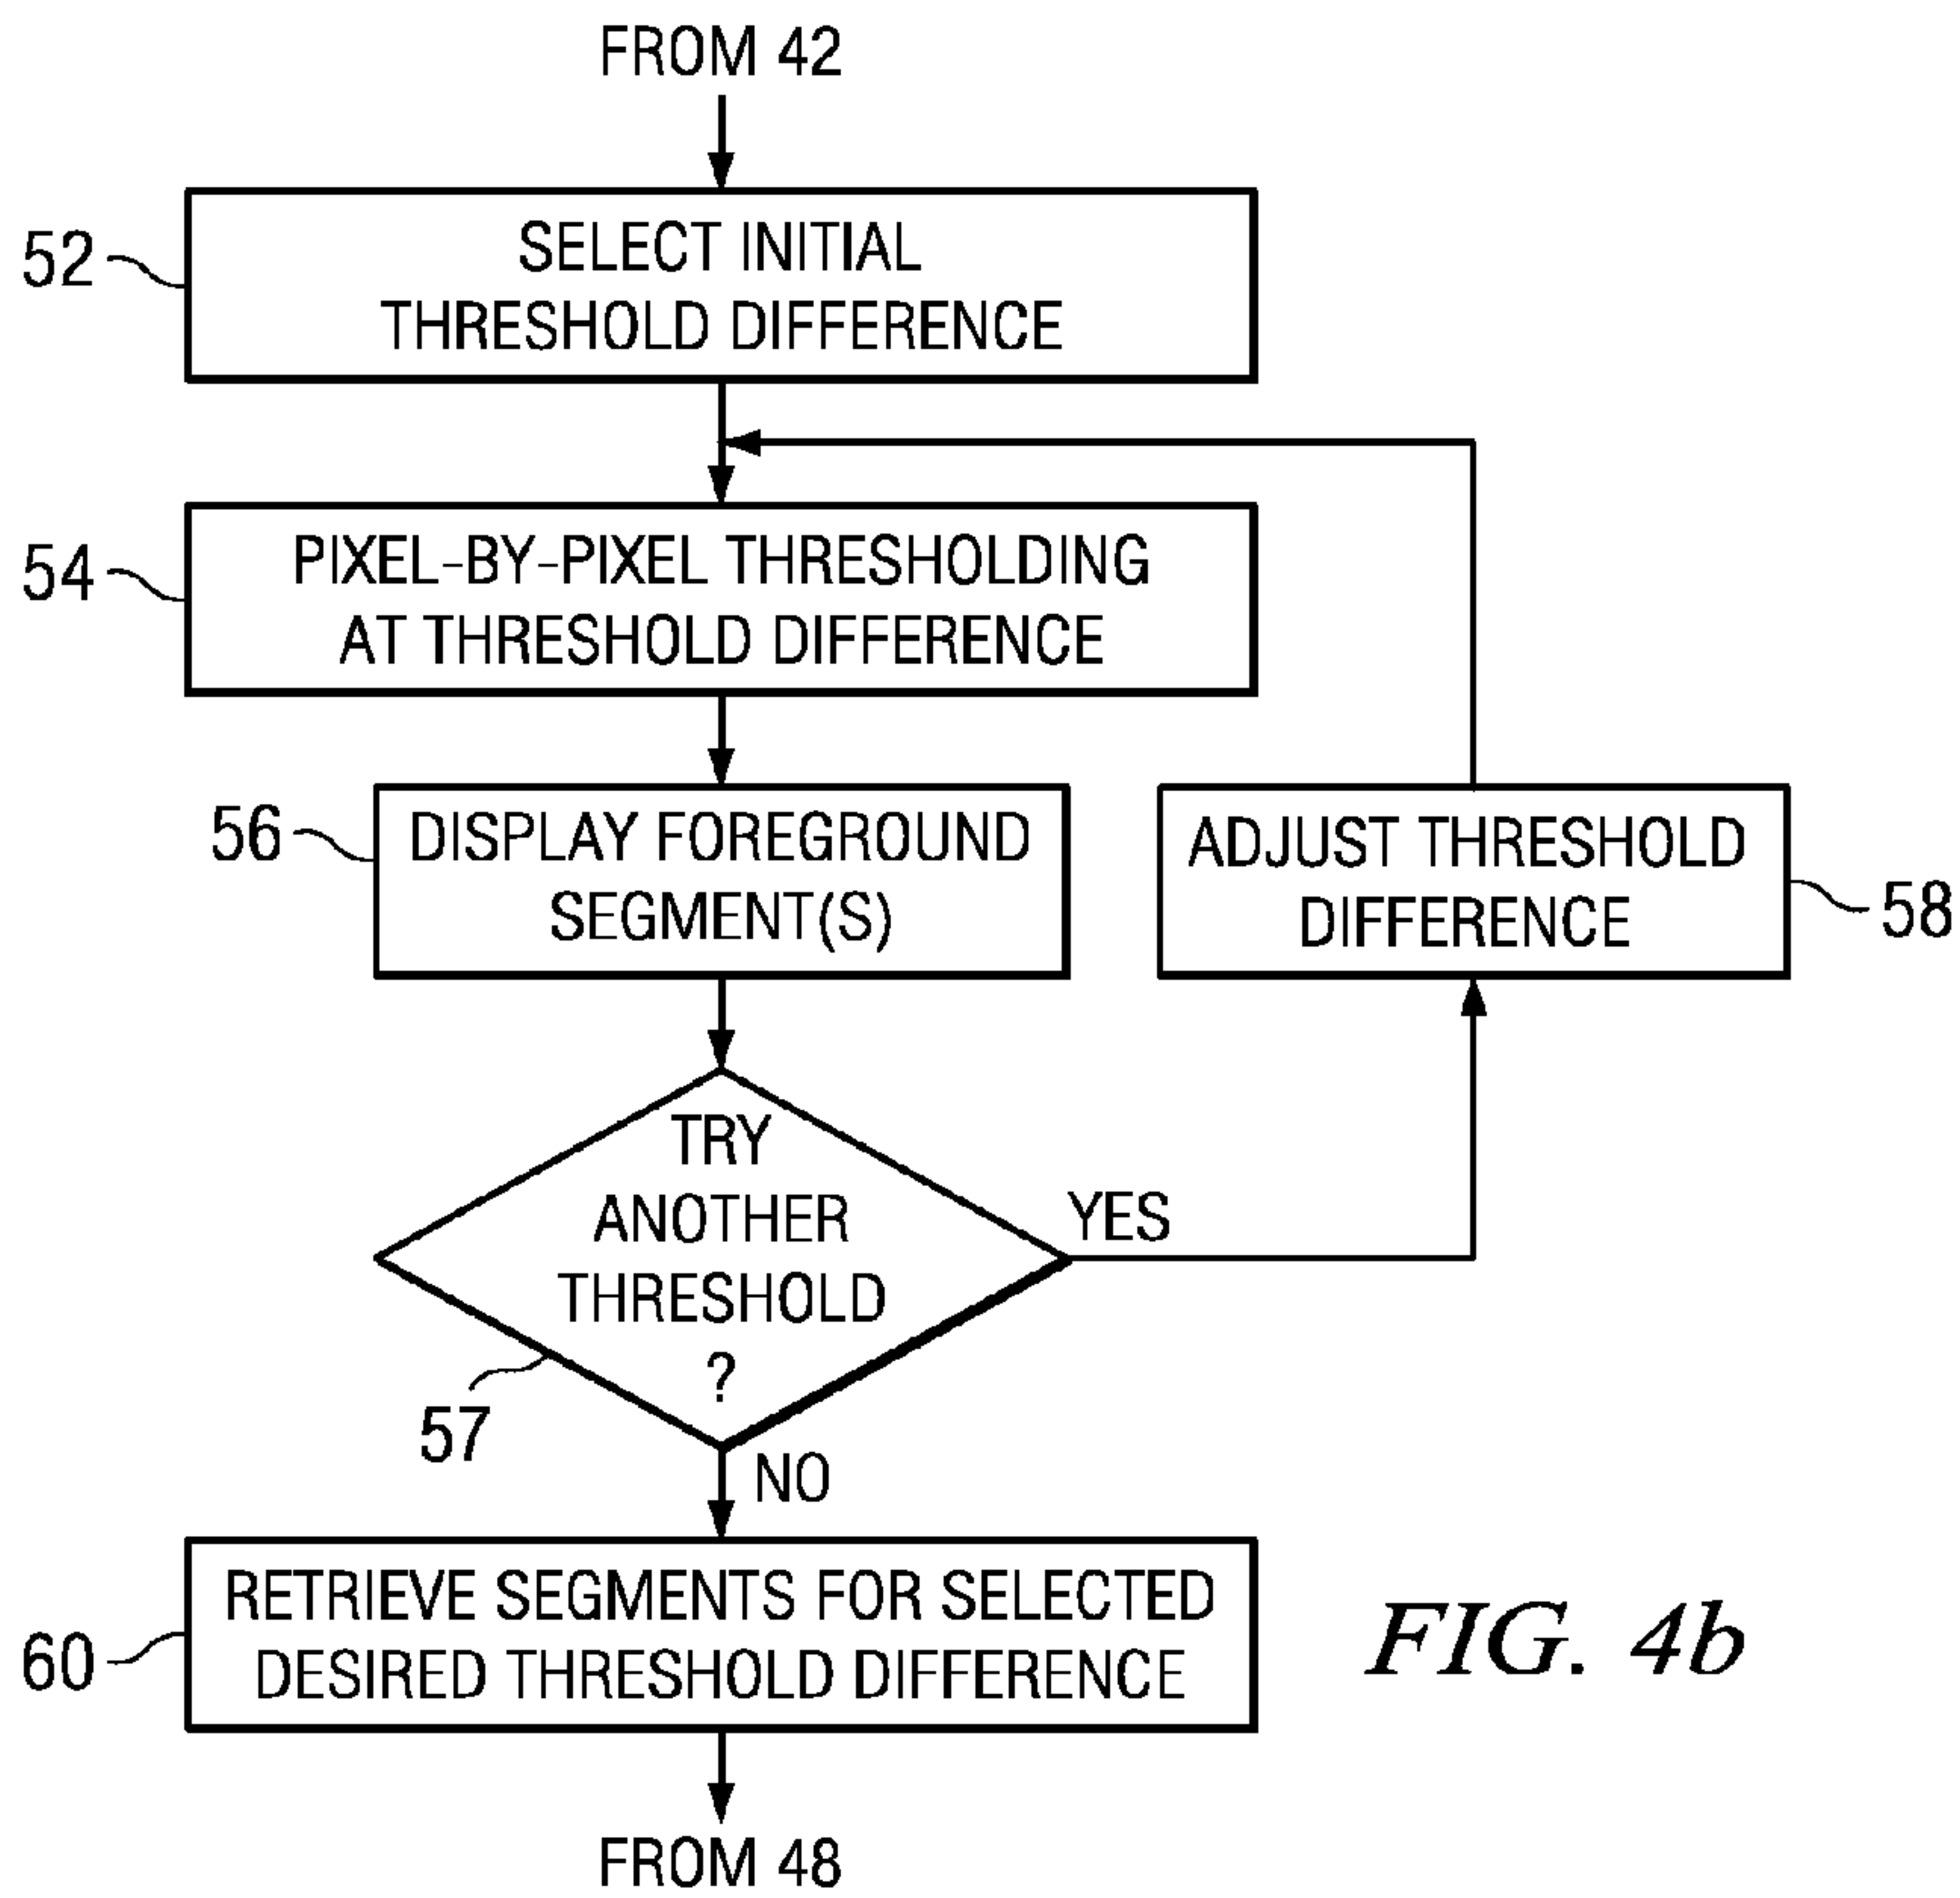 FROM 42
52
SELECT INITIAL
THRESHOLD DIFFERENCE
54
PIXEL-BY-PIXEL THRESHOLDING
AT THRESHOLD DIFFERENCE
56
DISPLAY FOREGROUND
SEGMENT(S)
ADJUST THRESHOLD
DIFFERENCE
58
TRY
ANOTHER
THRESHOLD
?
YES
57
NO
60
RETRIEVE SEGMENTS FOR SELECTED
DESIRED THRESHOLD DIFFERENCE
FIG. 4b
FROM 48